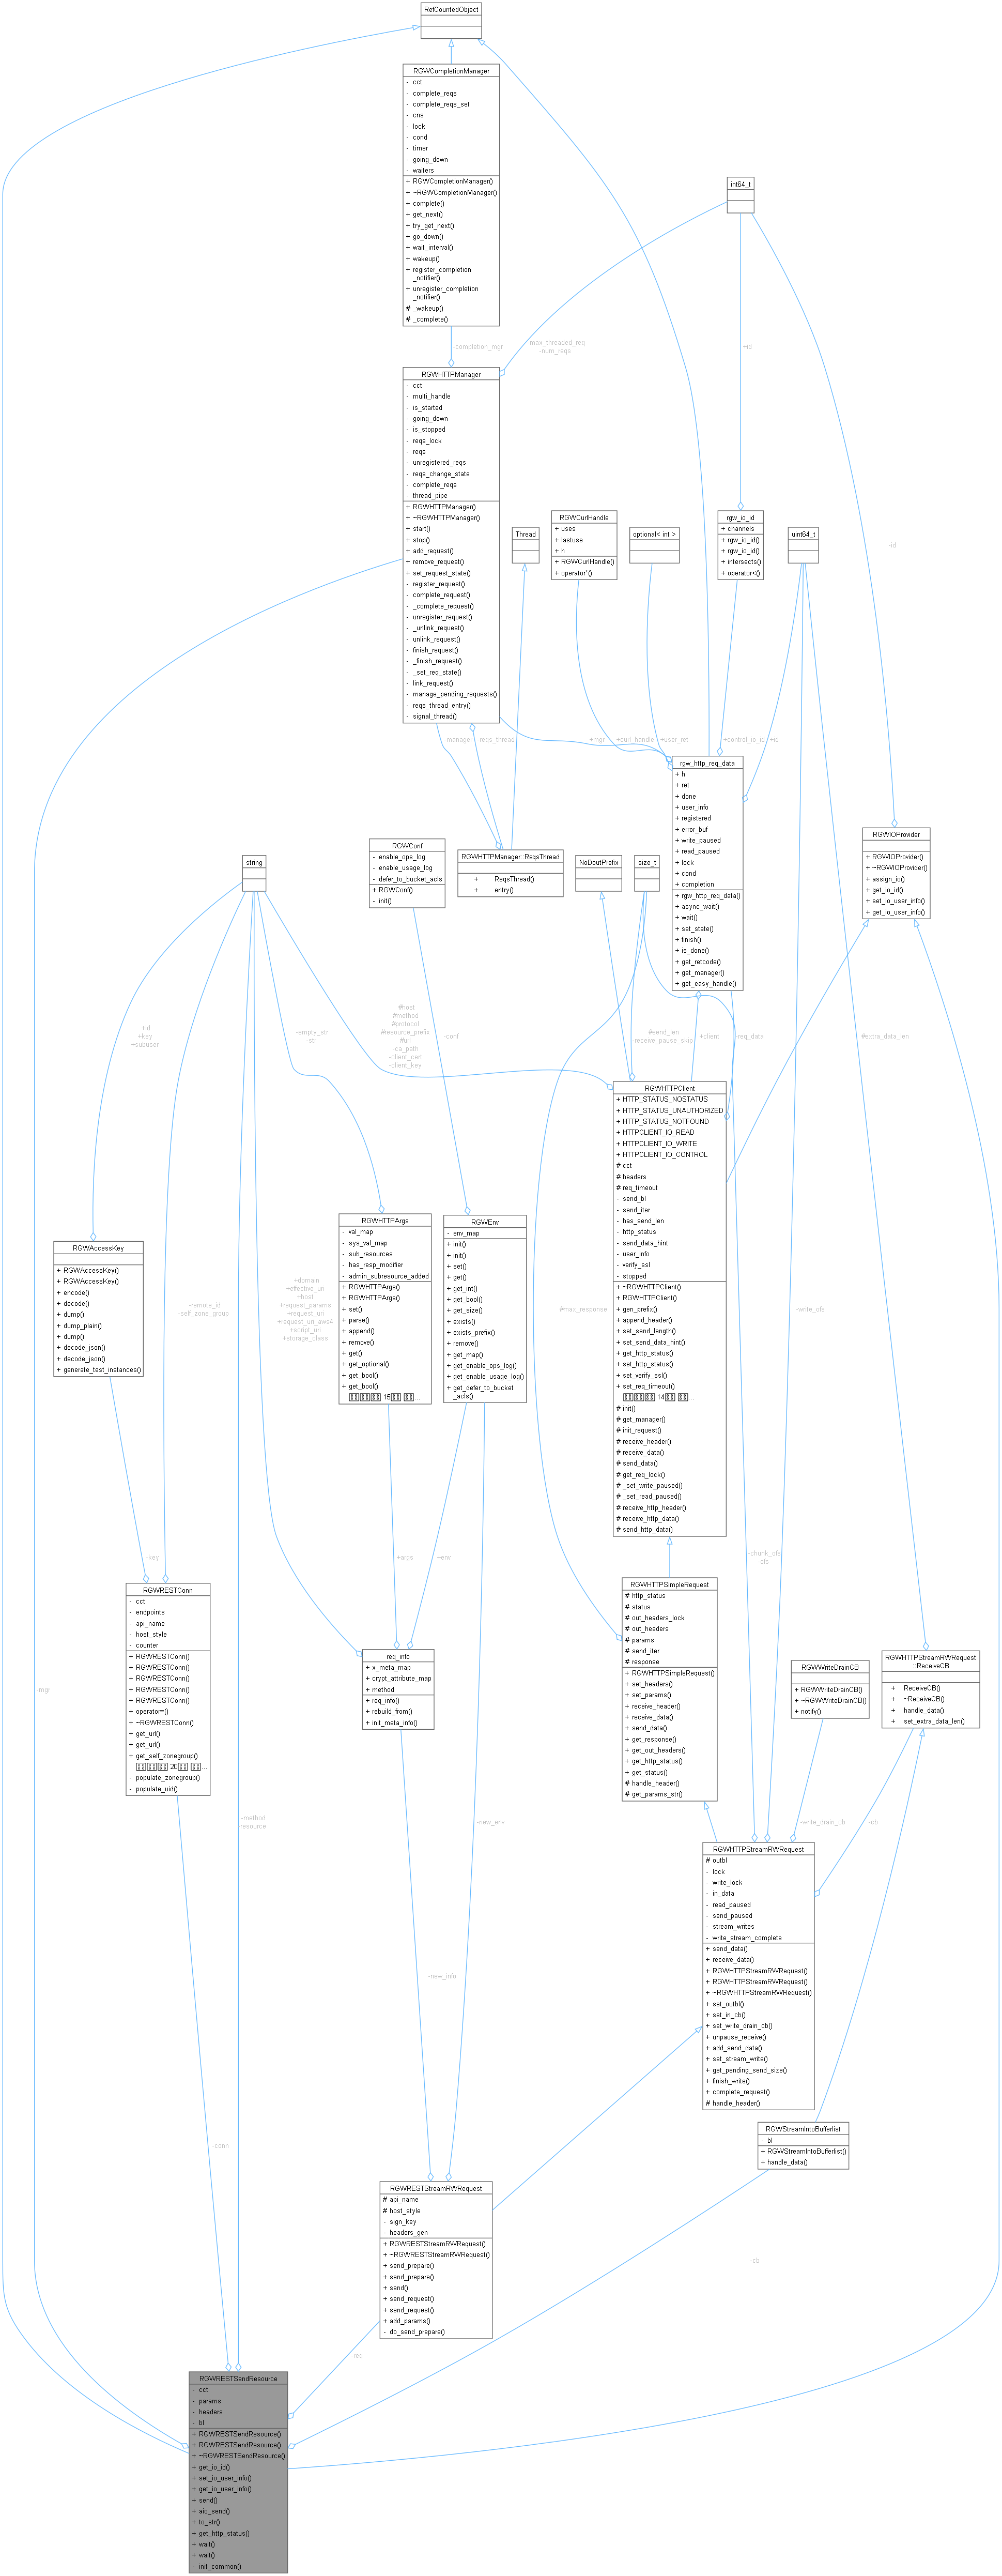 RefCountedObject
RGWCompletionManager
- cct
- complete_reqs
- complete_reqs_set
- cns
- lock
- cond
- timer
- going_down
- waiters
+ RGWCompletionManager()
+ ~RGWCompletionManager()
+ complete()
+ get_next()
+ try_get_next()
+ go_down()
+ wait_interval()
+ wakeup()
+ register_completion
_notifier()
+ unregister_completion
_notifier()
# _wakeup()
# _complete()
int64_t
-completion_mgr
-max_threaded_req
-num_reqs
+id
RGWHTTPManager
- cct
- multi_handle
- is_started
- going_down
- is_stopped
- reqs_lock
- reqs
- unregistered_reqs
- reqs_change_state
- complete_reqs
- thread_pipe
+ RGWHTTPManager()
+ ~RGWHTTPManager()
+ start()
+ stop()
+ add_request()
+ remove_request()
+ set_request_state()
- register_request()
- complete_request()
- _complete_request()
- unregister_request()
- _unlink_request()
- unlink_request()
- finish_request()
- _finish_request()
- _set_req_state()
- link_request()
- manage_pending_requests()
- reqs_thread_entry()
- signal_thread()
Thread
RGWCurlHandle
+ uses
+ lastuse
+ h
+ RGWCurlHandle()
+ operator*()
optional< int >
rgw_io_id
+ channels
+ rgw_io_id()
+ rgw_io_id()
+ intersects()
+ operator<()
uint64_t
-id
-manager
-reqs_thread
+mgr
+curl_handle
+user_ret
+control_io_id
+id
rgw_http_req_data
+ h
+ ret
+ done
+ user_info
+ registered
+ error_buf
+ write_paused
+ read_paused
+ lock
+ cond
+ completion
+ rgw_http_req_data()
+ async_wait()
+ wait()
+ set_state()
+ finish()
+ is_done()
+ get_retcode()
+ get_manager()
+ get_easy_handle()
RGWIOProvider
+ RGWIOProvider()
+ ~RGWIOProvider()
+ assign_io()
+ get_io_id()
+ set_io_user_info()
+ get_io_user_info()
RGWConf
- enable_ops_log
- enable_usage_log
- defer_to_bucket_acls
+ RGWConf()
- init()
RGWHTTPManager::ReqsThread
+ ReqsThread()
+ entry()
string
NoDoutPrefix
size_t
+id
+key
+subuser
-empty_str
-str
#host
#method
#protocol
#resource_prefix
#url
-ca_path
-client_cert
-client_key
-conf
#send_len
-receive_pause_skip
+client
-req_data
#extra_data_len
RGWHTTPClient
+ HTTP_STATUS_NOSTATUS
+ HTTP_STATUS_UNAUTHORIZED
+ HTTP_STATUS_NOTFOUND
+ HTTPCLIENT_IO_READ
+ HTTPCLIENT_IO_WRITE
+ HTTPCLIENT_IO_CONTROL
# cct
# headers
# req_timeout
- send_bl
- send_iter
- has_send_len
- http_status
- send_data_hint
- user_info
- verify_ssl
- stopped
+ ~RGWHTTPClient()
+ RGWHTTPClient()
+ gen_prefix()
+ append_header()
+ set_send_length()
+ set_send_data_hint()
+ get_http_status()
+ set_http_status()
+ set_verify_ssl()
+ set_req_timeout()
14
...
# init()
# get_manager()
# init_request()
# receive_header()
# receive_data()
# send_data()
# get_req_lock()
# _set_write_paused()
# _set_read_paused()
# receive_http_header()
# receive_http_data()
# send_http_data()
RGWAccessKey
+ RGWAccessKey()
+ RGWAccessKey()
+ encode()
+ decode()
+ dump()
+ dump_plain()
+ dump()
+ decode_json()
+ decode_json()
+ generate_test_instances()
-remote_id
-self_zone_group
+domain
+effective_uri
+host
+request_params
+request_uri
+request_uri_aws4
+script_uri
+storage_class
RGWHTTPArgs
- val_map
- sys_val_map
- sub_resources
- has_resp_modifier
- admin_subresource_added
+ RGWHTTPArgs()
+ RGWHTTPArgs()
+ set()
+ parse()
+ append()
+ remove()
+ get()
+ get_optional()
+ get_bool()
+ get_bool()
15
...
RGWEnv
- env_map
+ init()
+ init()
+ set()
+ get()
+ get_int()
+ get_bool()
+ get_size()
+ exists()
+ exists_prefix()
+ remove()
+ get_map()
+ get_enable_ops_log()
+ get_enable_usage_log()
+ get_defer_to_bucket
_acls()
#max_response
-write_ofs
-key
+args
+env
-chunk_ofs
-ofs
RGWRESTConn
- cct
- endpoints
- api_name
- host_style
- counter
+ RGWRESTConn()
+ RGWRESTConn()
+ RGWRESTConn()
+ RGWRESTConn()
+ RGWRESTConn()
+ operator=()
+ ~RGWRESTConn()
+ get_url()
+ get_url()
+ get_self_zonegroup()
20
...
- populate_zonegroup()
- populate_uid()
req_info
+ x_meta_map
+ crypt_attribute_map
+ method
+ req_info()
+ rebuild_from()
+ init_meta_info()
RGWHTTPSimpleRequest
# http_status
# status
# out_headers_lock
# out_headers
# params
# send_iter
# response
+ RGWHTTPSimpleRequest()
+ set_headers()
+ set_params()
+ receive_header()
+ receive_data()
+ send_data()
+ get_response()
+ get_out_headers()
+ get_http_status()
+ get_status()
# handle_header()
# get_params_str()
RGWWriteDrainCB
+ RGWWriteDrainCB()
+ ~RGWWriteDrainCB()
+ notify()
RGWHTTPStreamRWRequest
::ReceiveCB
+ ReceiveCB()
+ ~ReceiveCB()
+ handle_data()
+ set_extra_data_len()
-mgr
-method
-resource
-new_env
-write_drain_cb
-cb
RGWHTTPStreamRWRequest
# outbl
- lock
- write_lock
- in_data
- read_paused
- send_paused
- stream_writes
- write_stream_complete
+ send_data()
+ receive_data()
+ RGWHTTPStreamRWRequest()
+ RGWHTTPStreamRWRequest()
+ ~RGWHTTPStreamRWRequest()
+ set_outbl()
+ set_in_cb()
+ set_write_drain_cb()
+ unpause_receive()
+ add_send_data()
+ set_stream_write()
+ get_pending_send_size()
+ finish_write()
+ complete_request()
# handle_header()
-new_info
-conn
RGWStreamIntoBufferlist
- bl
+ RGWStreamIntoBufferlist()
+ handle_data()
RGWRESTStreamRWRequest
# api_name
# host_style
- sign_key
- headers_gen
+ RGWRESTStreamRWRequest()
+ ~RGWRESTStreamRWRequest()
+ send_prepare()
+ send_prepare()
+ send()
+ send_request()
+ send_request()
+ add_params()
- do_send_prepare()
-cb
-req
RGWRESTSendResource
- cct
- params
- headers
- bl
+ RGWRESTSendResource()
+ RGWRESTSendResource()
+ ~RGWRESTSendResource()
+ get_io_id()
+ set_io_user_info()
+ get_io_user_info()
+ send()
+ aio_send()
+ to_str()
+ get_http_status()
+ wait()
+ wait()
- init_common()